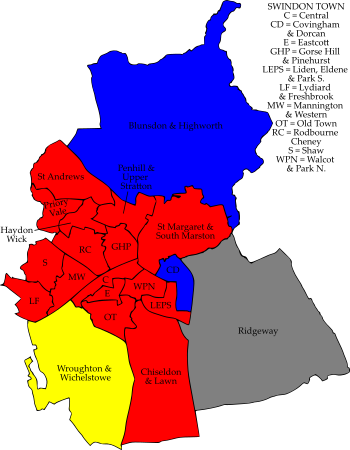 SWINDON TOWN
C = Central
CD = Covingham
& Dorcan
E = Eastcott
GHP = Gorse Hill
& Pinehurst
LEPS = Liden, Eldene
& Park S.
LF = Lydiard
& Freshbrook
MW = Mannington
& Western
OT = Old Town
RC = Rodbourne
Cheney
S = Shaw
WPN = Walcot
& Park N.
Blunsdon & Highworth
Penhill &
Upper
Stratton
St Andrews
Priory
Vale
Haydon
Wick
St Margaret &
South Marston
RC
GHP
S
MW
CD
C
E
WPN
LF
LEPS
OT
Ridgeway
Wroughton &
Wichelstowe
Chiseldon
& Lawn